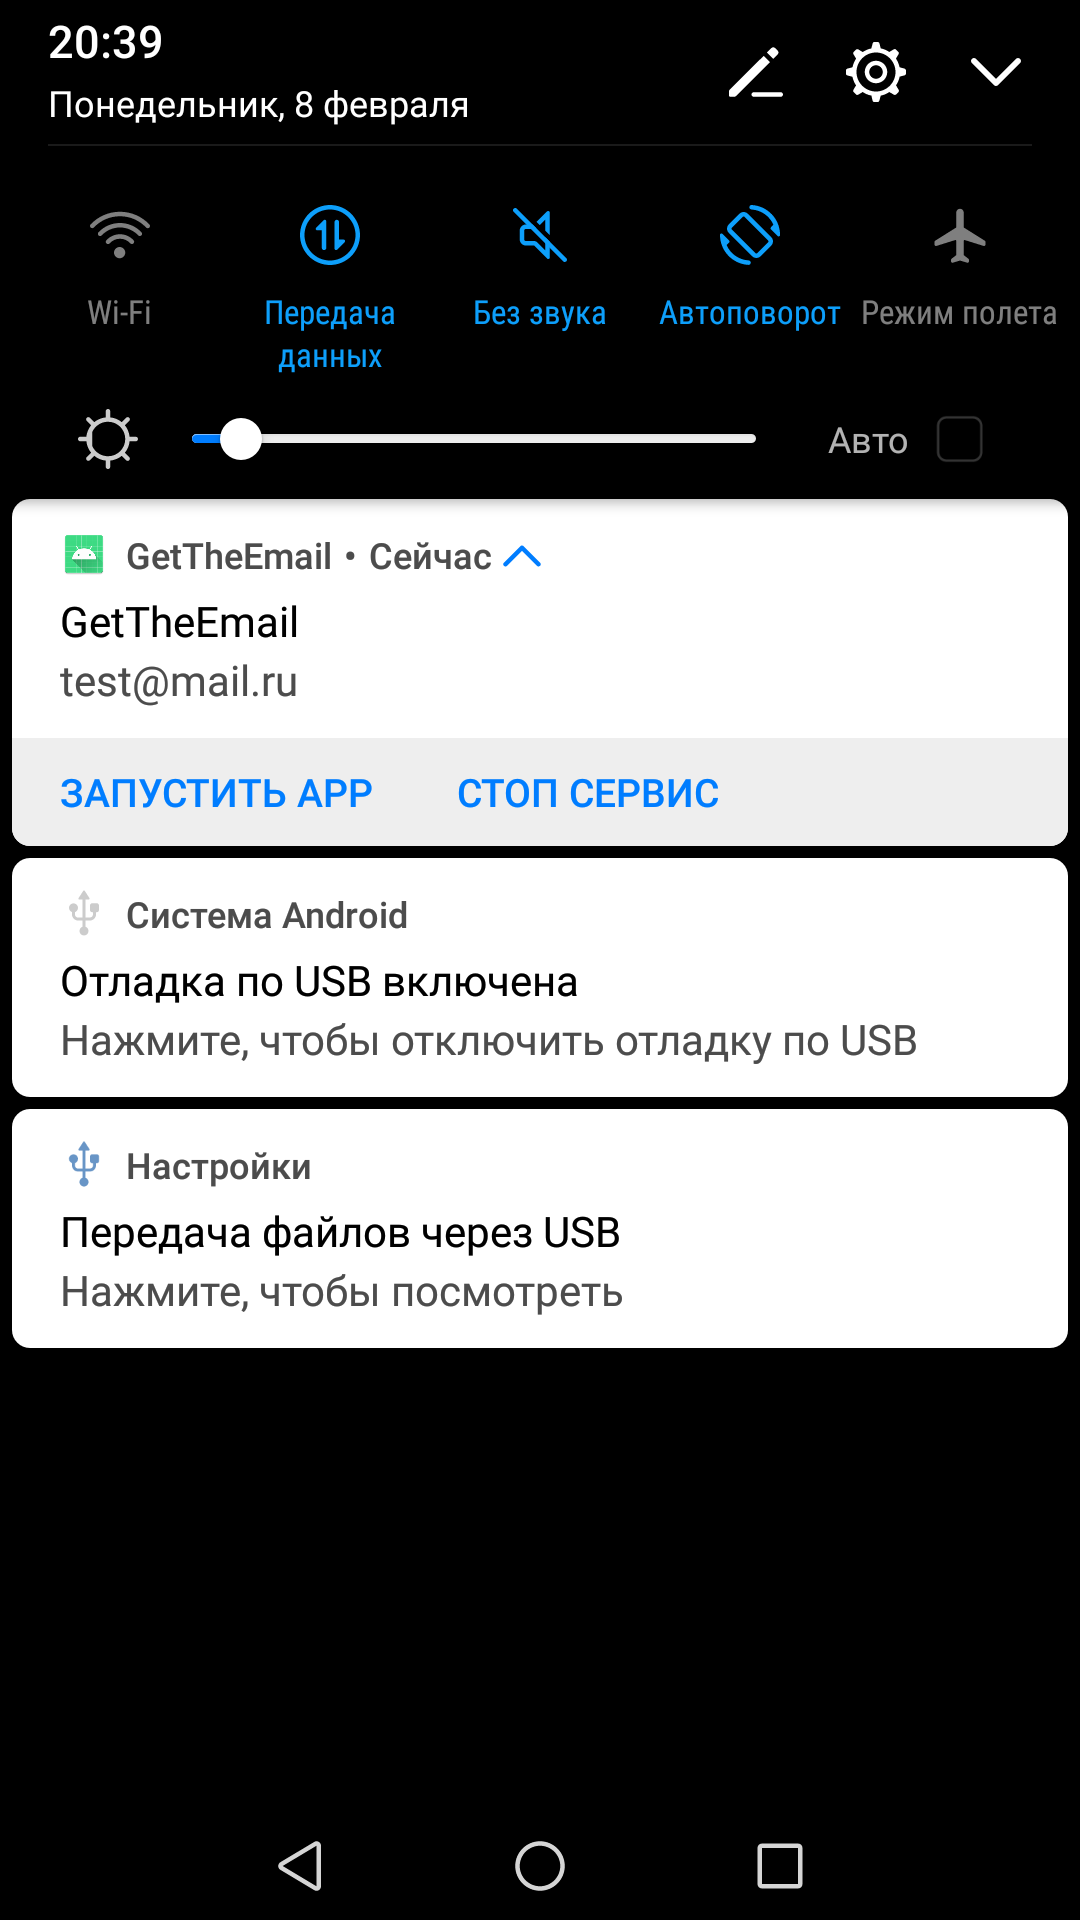 20:39
Понедельник, 8 февраля
Wi-Fi
Передача данных
Без звука
Автоповорот
Режим полета
Авто
GetTheEmail • Сейчас
GetTheEmail
test@mail.ru
ЗАПУСТИТЬ APP
СТОП СЕРВИС
Система Android
Отладка по USB включена
Нажмите, чтобы отключить отладку по USB
Настройки
Передача файлов через USB
Нажмите, чтобы посмотреть